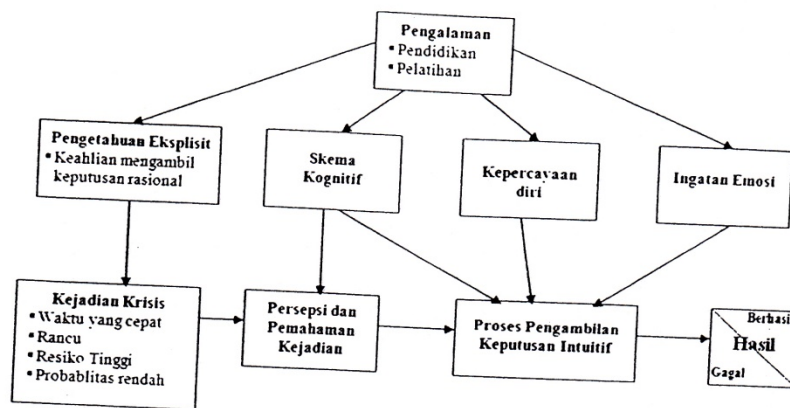 Pengalaman
▪ Pendidikan
▪ Pelatihan
Pengetahuan Eksplisit
▪ Keahlian mengambil
keputusan rasional
Skema
Kognitif
Kepercayaan
diri
Ingatan Emosi
Kejadian Krisis
▪ Waktu yang cepat
▪ Rancu
▪ Resiko Tinggi
▪ Probablitas rendah
Persepsi dan
Pemahaman
Kejadian
Proses Pengambilan
Keputusan Intuitif
Berhasil
Hasil
Gagal